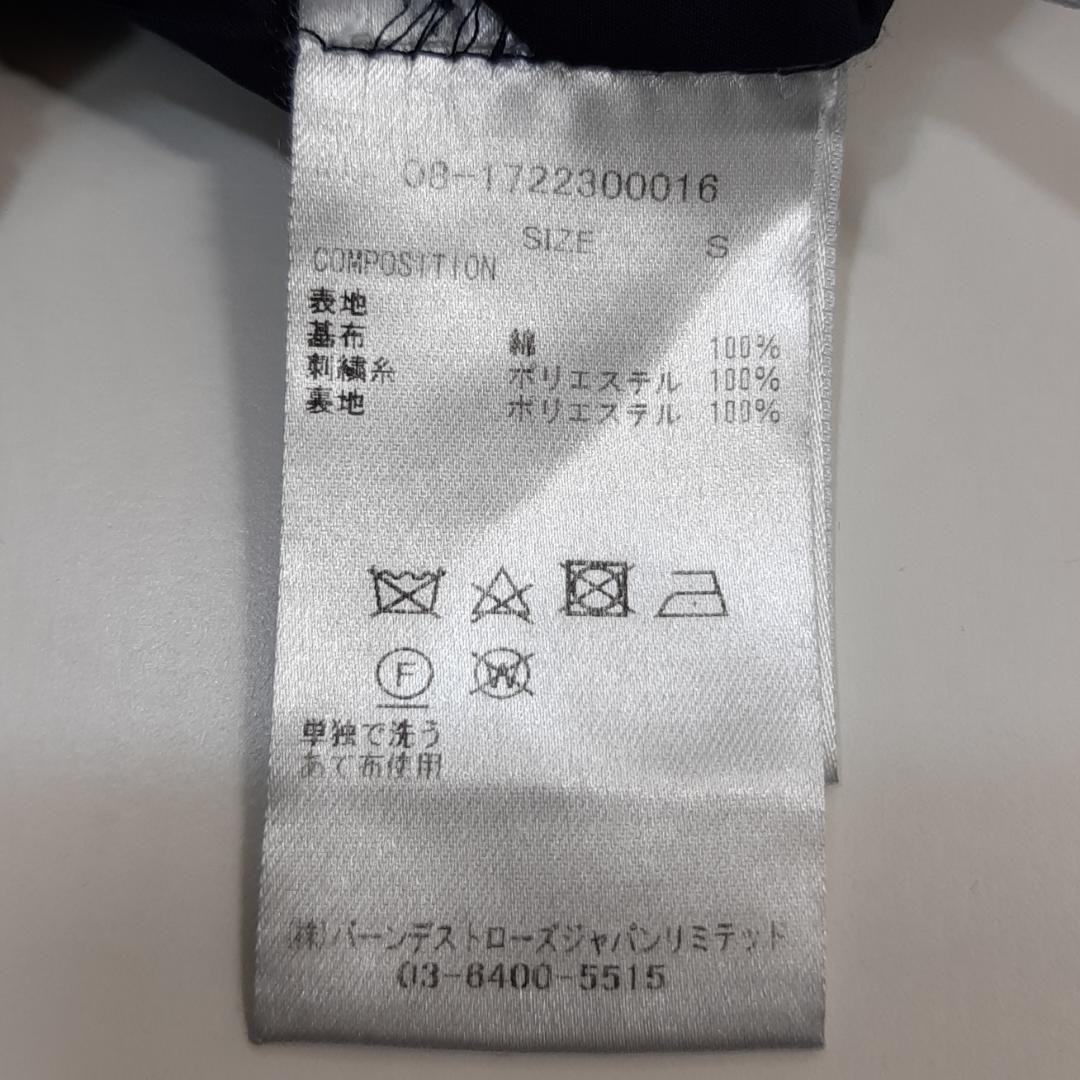 08-1722300016
SIZE S
COMPOSITION
表地
基布 綿 100%
刺繍糸 ポリエステル 100%
裏地 ポリエステル 100%
F W
単独で洗う
あて布使用
(株)バーンデストローズジャパンリミテッド
03-6400-5515